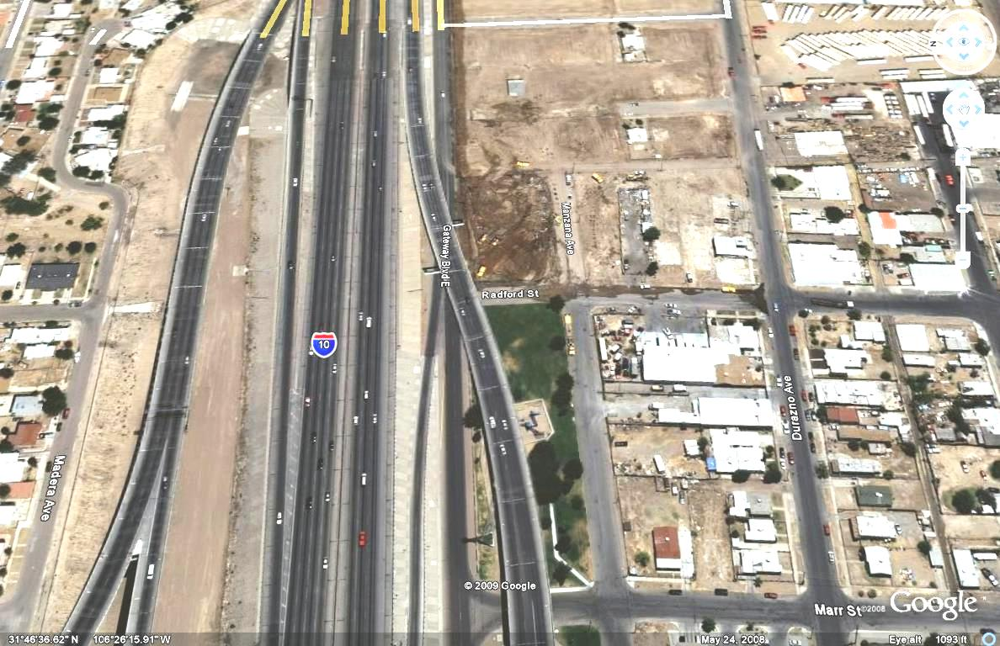 z
Manzana Ave
Gateway Blvd E
Radford St
10
Durazno Ave
Madera Ave
© 2009 Google
Marr St
©2008 Google
31°46'36.62" N 106°26'15.91" W
May 24, 2008
Eye alt 1093 ft